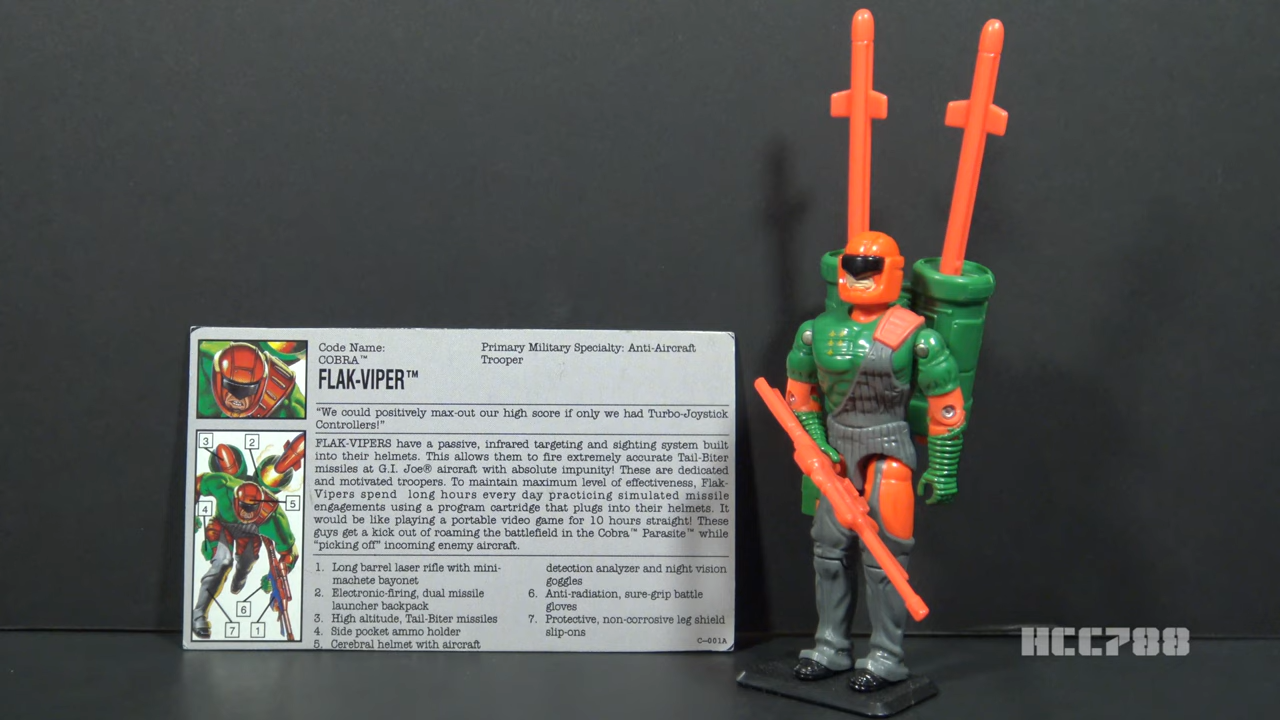 Code Name:
COBRA™
FLAK-VIPER™
Primary Military Specialty: Anti-Aircraft
Trooper
"We could positively max-out our high score if only we had Turbo-Joystick
Controllers!"
FLAK-VIPERS have a passive, infrared targeting and sighting system built
into their helmets. This allows them to fire extremely accurate Tail-Biter
missiles at G.I. Joe® aircraft with absolute impunity! These are dedicated
and motivated troopers. To maintain maximum level of effectiveness, Flak-
Vipers spend long hours every day practicing simulated missile
engagements using a program cartridge that plugs into their helmets. It
would be like playing a portable video game for 10 hours straight! These
guys get a kick out of roaming the battlefield in the Cobra™ Parasite™ while
"picking off" incoming enemy aircraft.
1. Long barrel laser rifle with mini-
machete bayonet
2. Electronic-firing, dual missile
launcher backpack
3. High altitude, Tail-Biter missiles
4. Side pocket ammo holder
5. Cerebral helmet with aircraft
detection analyzer and night vision
goggles
6. Anti-radiation, sure-grip battle
gloves
7. Protective, non-corrosive leg shield
slip-ons
C-001A
3 2
4 5
6
7 1
HCC788